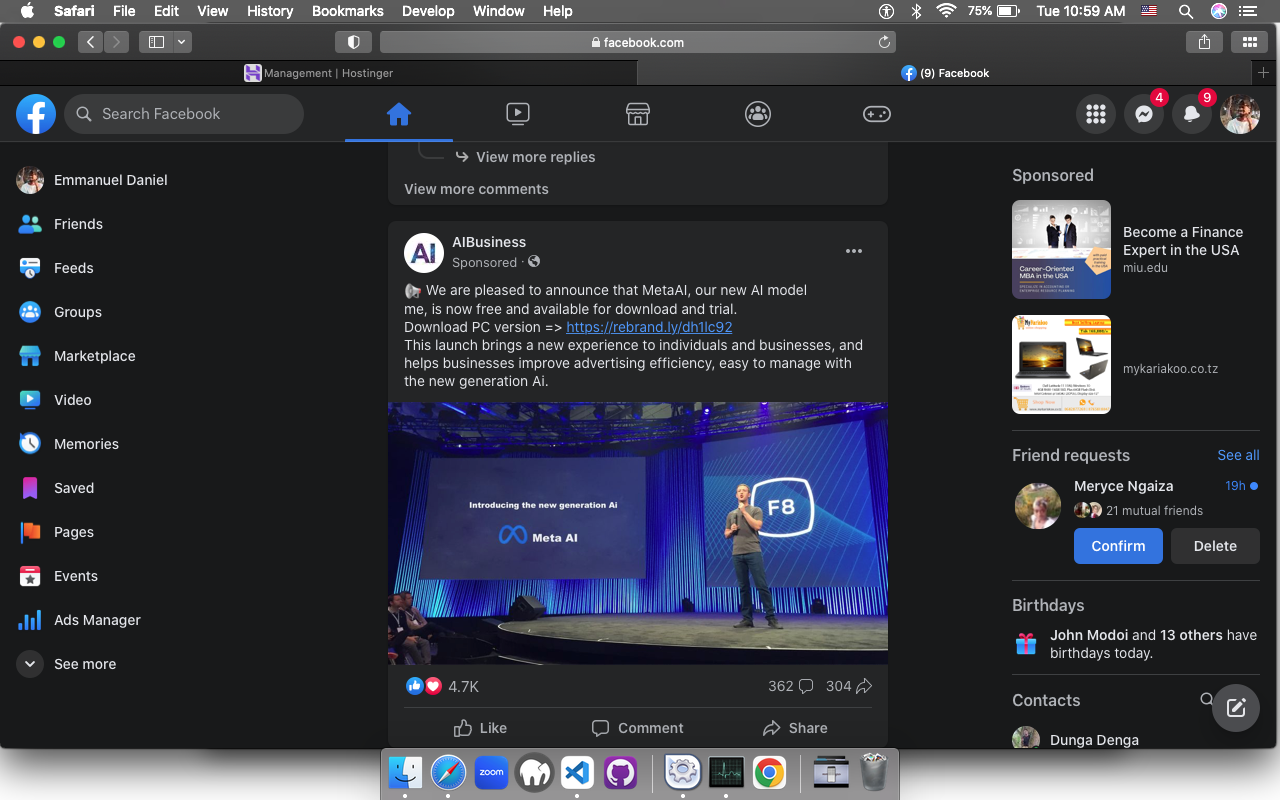 Safari File Edit View History Bookmarks Develop Window Help 75% Tue 10:59 AM
facebook.com
Management | Hostinger
(9) Facebook
Search Facebook
4
9
Emmanuel Daniel
Friends
Feeds
Groups
Marketplace
Video
Memories
Saved
Pages
Events
Ads Manager
See more
View more replies
View more comments
AI
AIBusiness
Sponsored ·
We are pleased to announce that MetaAI, our new AI model
me, is now free and available for download and trial.
Download PC version => https://rebrand.ly/dh1lc92
This launch brings a new experience to individuals and businesses, and
helps businesses improve advertising efficiency, easy to manage with
the new generation Ai.
Introducing the new generation Ai
Meta AI
F8
4.7K
362
304
Like
Comment
Share
Sponsored
Career-Oriented
MBA in the USA
Become a Finance
Expert in the USA
miu.edu
mykariakoo.co.tz
Friend requests
See all
Meryce Ngaiza
19h
21 mutual friends
Confirm
Delete
Birthdays
John Modoi and 13 others have
birthdays today.
Contacts
Dunga Denga
zoom